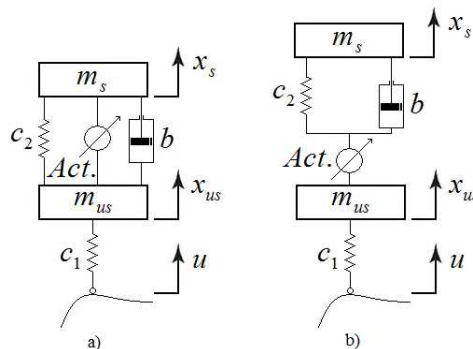 m_s
x_s
c_2
Act.
b
m_us
x_us
c_1
u
a)
m_s
x_s
c_2
b
Act.
m_us
x_u
c_1
u
b)